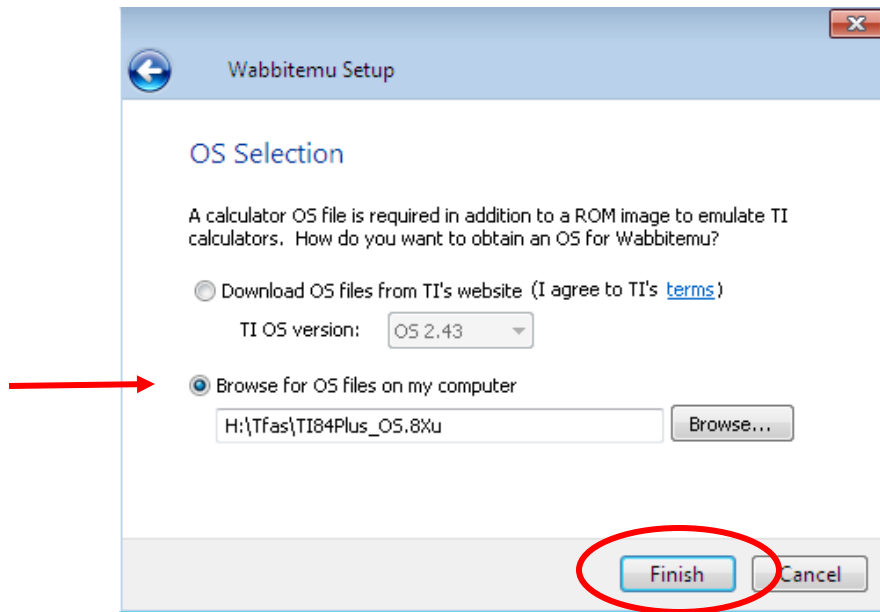 Wabbitemu Setup
OS Selection
A calculator OS file is required in addition to a ROM image to emulate TI
calculators. How do you want to obtain an OS for Wabbitemu?
Download OS files from TI's website (I agree to TI's terms)
TI OS version: OS 2.43
Browse for OS files on my computer
H:\Tfas\TI84Plus_OS.8Xu Browse...
Finish Cancel